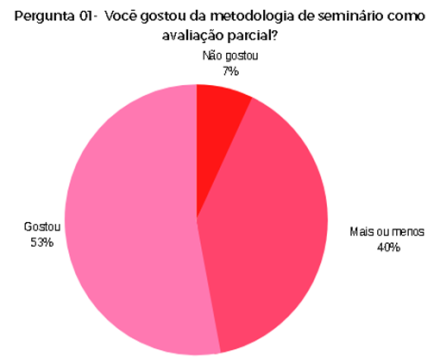 Pergunta 01- Você gostou da metodologia de seminário como
avaliação parcial?
Não gostou
7%
Gostou
53%
Mais ou menos
40%